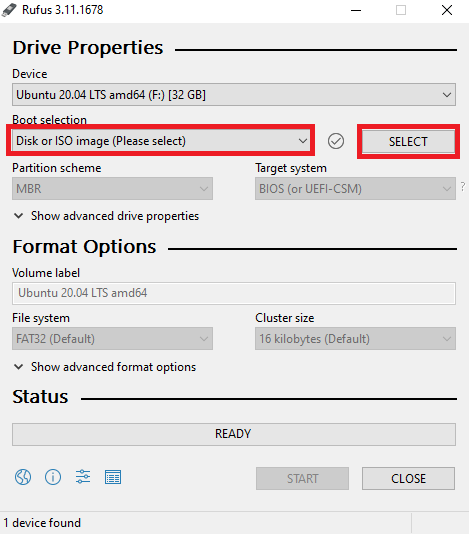 Rufus 3.11.1678
Drive Properties
Device
Ubuntu 20.04 LTS amd64 (F:) [32 GB]
Boot selection
Disk or ISO image (Please select)
SELECT
Partition scheme
Target system
MBR
BIOS (or UEFI-CSM)
?
Show advanced drive properties
Format Options
Volume label
Ubuntu 20.04 LTS amd64
File system
Cluster size
FAT32 (Default)
16 kilobytes (Default)
Show advanced format options
Status
READY
START
CLOSE
1 device found